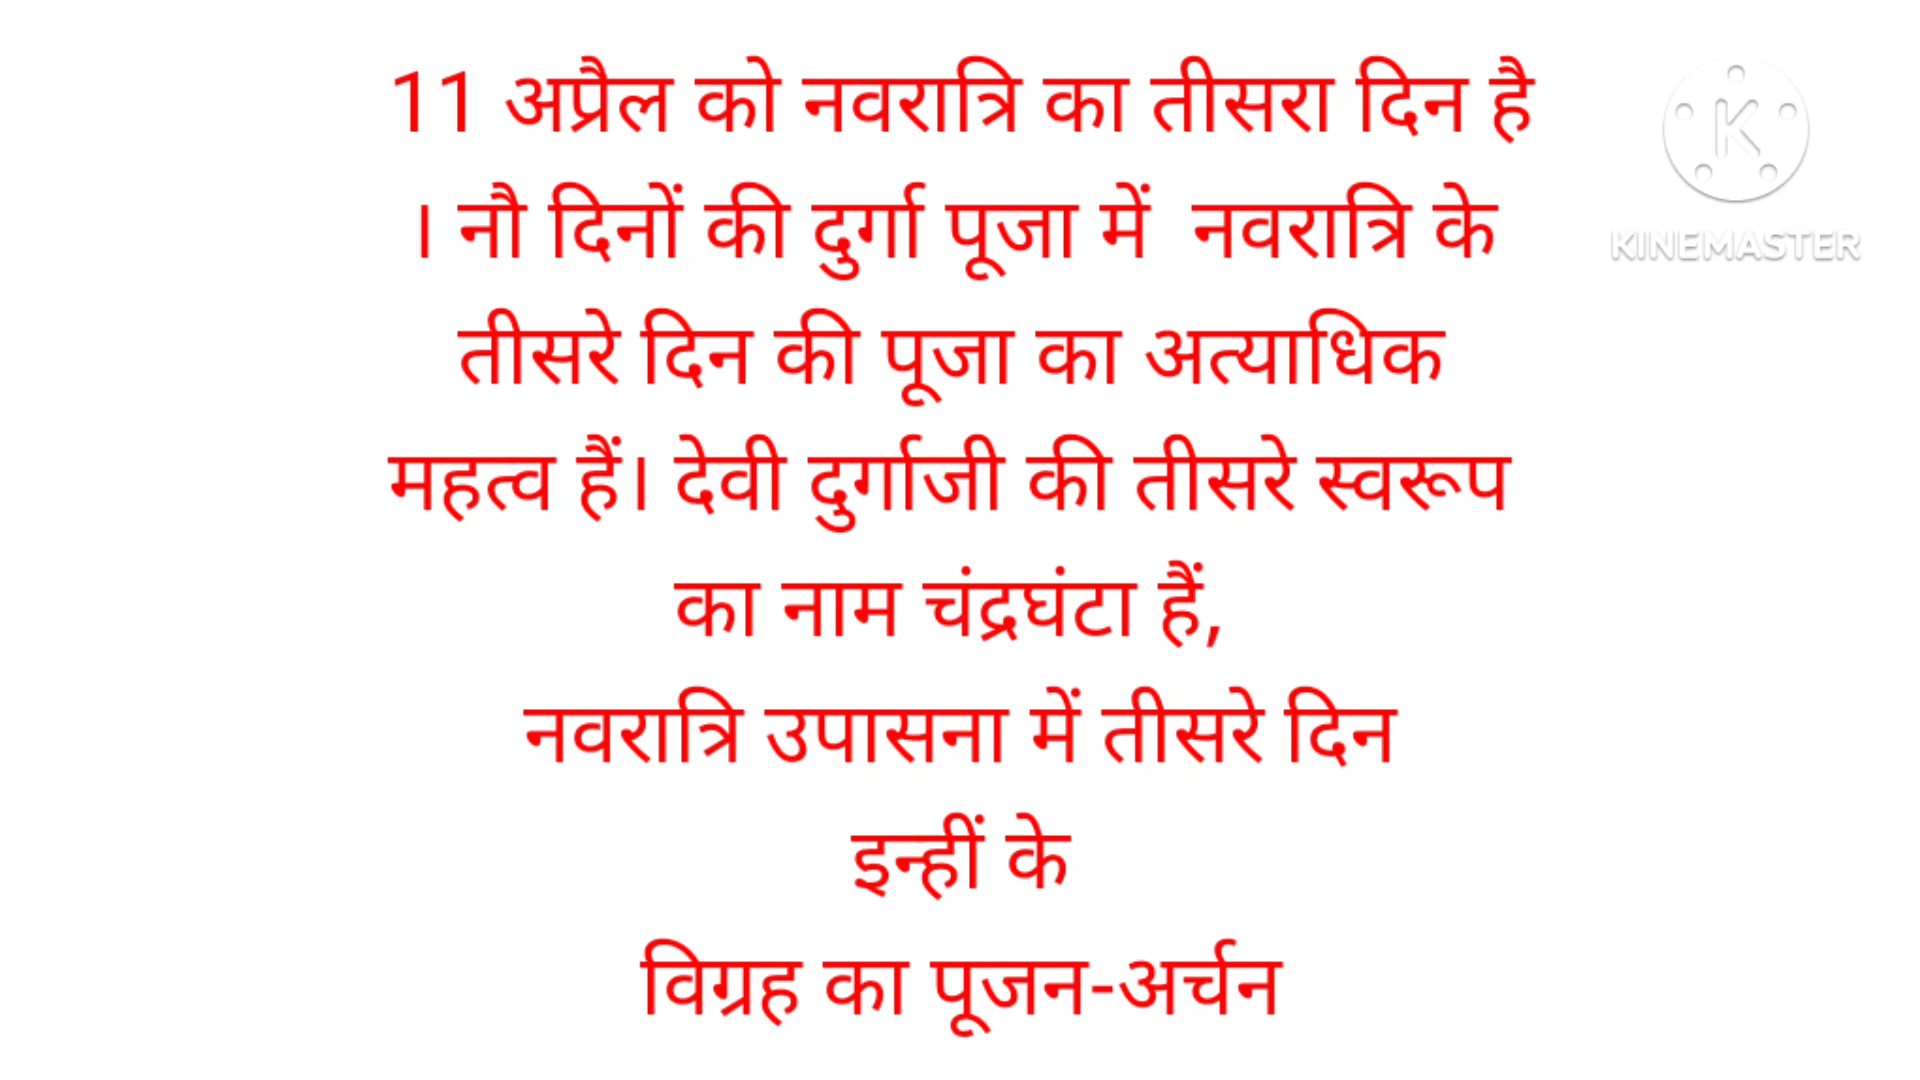 11 अप्रैल को नवरात्रि का तीसरा दिन है
। नौ दिनों की दुर्गा पूजा में  नवरात्रि के
तीसरे दिन की पूजा का अत्याधिक
महत्व हैं। देवी दुर्गाजी की तीसरे स्वरूप
का नाम चंद्रघंटा हैं,
नवरात्रि उपासना में तीसरे दिन
इन्हीं के
विग्रह का पूजन-अर्चन
K
KINEMASTER